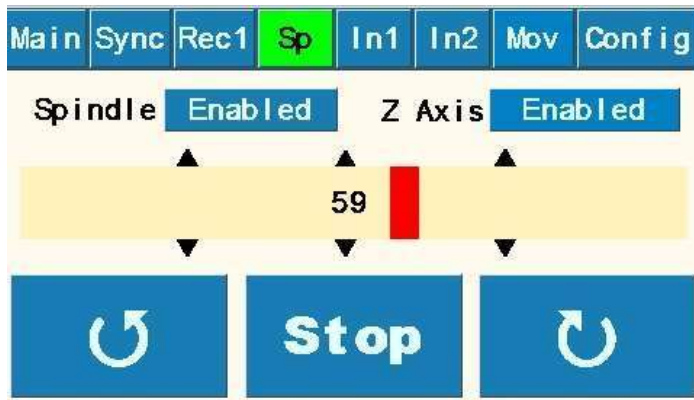 Main Sync Rec1 Sp In1 In2 Mov Config
Spindle Enabled Z Axis Enabled
59
Stop